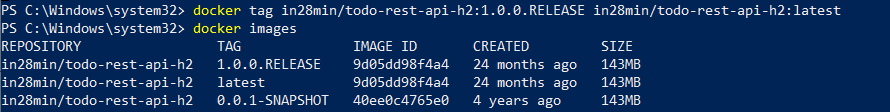 PS C:\Windows\system32> docker tag in28min/todo-rest-api-h2:1.0.0.RELEASE in28min/todo-rest-api-h2:latest
PS C:\Windows\system32> docker images
REPOSITORY TAG IMAGE ID CREATED SIZE
in28min/todo-rest-api-h2 1.0.0.RELEASE 9d05dd98f4a4 24 months ago 143MB
in28min/todo-rest-api-h2 latest 9d05dd98f4a4 24 months ago 143MB
in28min/todo-rest-api-h2 0.0.1-SNAPSHOT 40ee0c4765e0 4 years ago 143MB